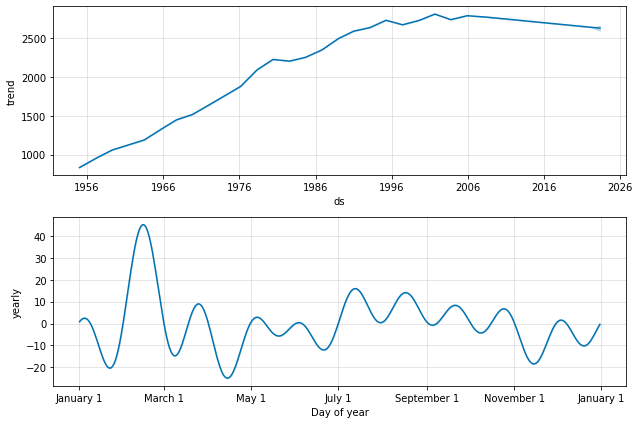 2500
2000
1500
1000
trend
1956 1966 1976 1986 1996 2006 2016 2026
ds
40
30
20
10
0
−10
−20
yearly
January 1 March 1 May 1 July 1 September 1 November 1 January 1
Day of year